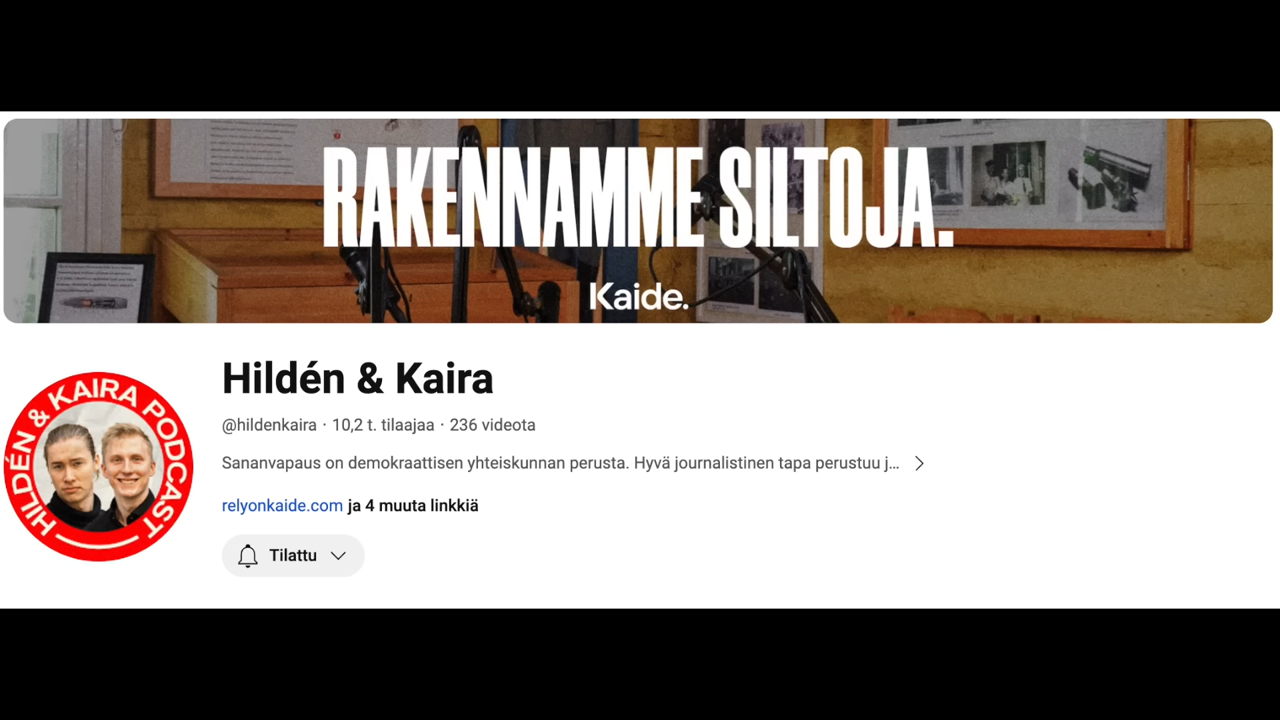 RAKENNAMME SILTOJA.
Kaide.
HILDÉN & KAIRA PODCAST
Hildén & Kaira
@hildenkaira · 10,2 t. tilaajaa · 236 videota
Sananvapaus on demokraattisen yhteiskunnan perusta. Hyvä journalistinen tapa perustuu j...
relyonkaide.com ja 4 muuta linkkiä
Tilattu